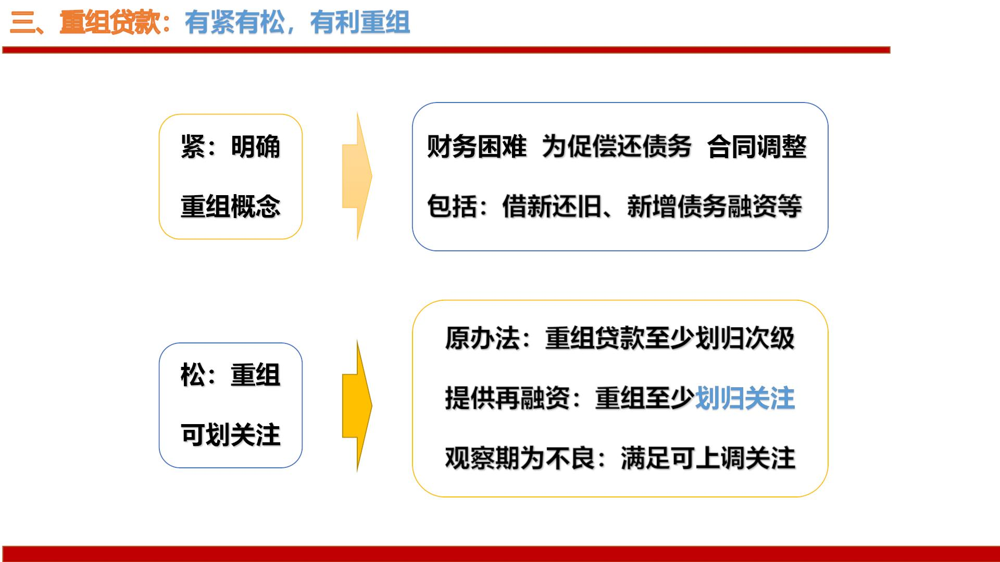 三、重组贷款：有紧有松，有利重组
紧：明确
重组概念
财务困难 为促偿还债务 合同调整
包括：借新还旧、新增债务融资等
松：重组
可划关注
原办法：重组贷款至少划归次级
提供再融资：重组至少划归关注
观察期为不良：满足可上调关注